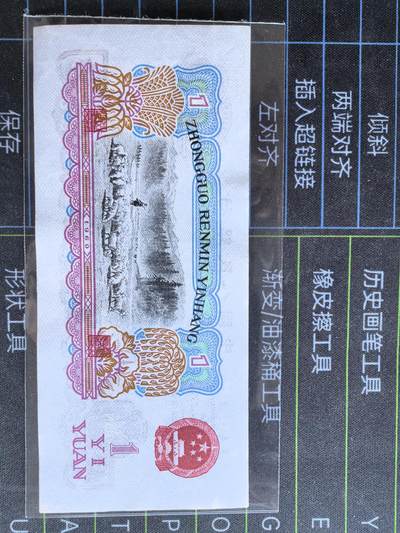 ZHONGGUO RENMIN YINHANG
1
1
1
YI
YUAN
倾斜
两端对齐
插入超链接
左对齐
保存
历史画笔工具
橡皮擦工具
渐变/油漆桶工具
形状工具
Y
E
G
O
P
T
A
U